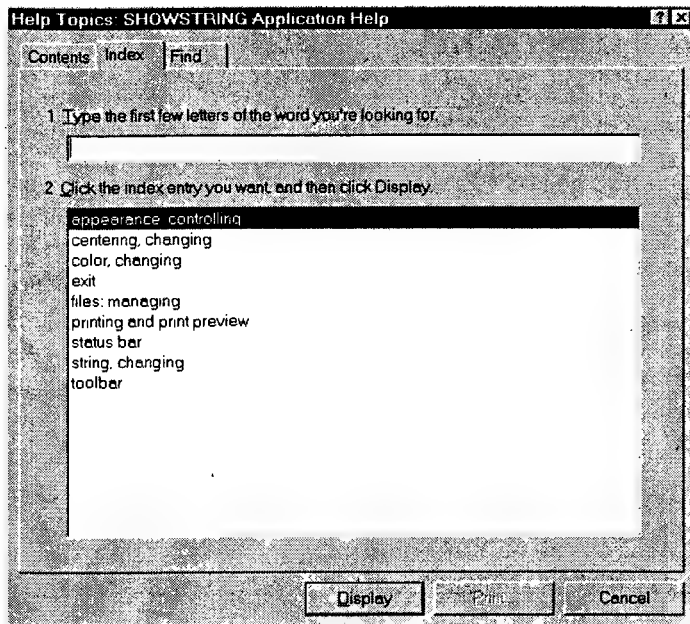 Help Topics: SHOWSTRING Application Help
Contents Index Find
1 Type the first few letters of the word you're looking for.
2 Click the index entry you want, and then click Display.
appearance controlling
centering, changing
color, changing
exit
files: managing
printing and print preview
status bar
string, changing
toolbar
Display Print... Cancel